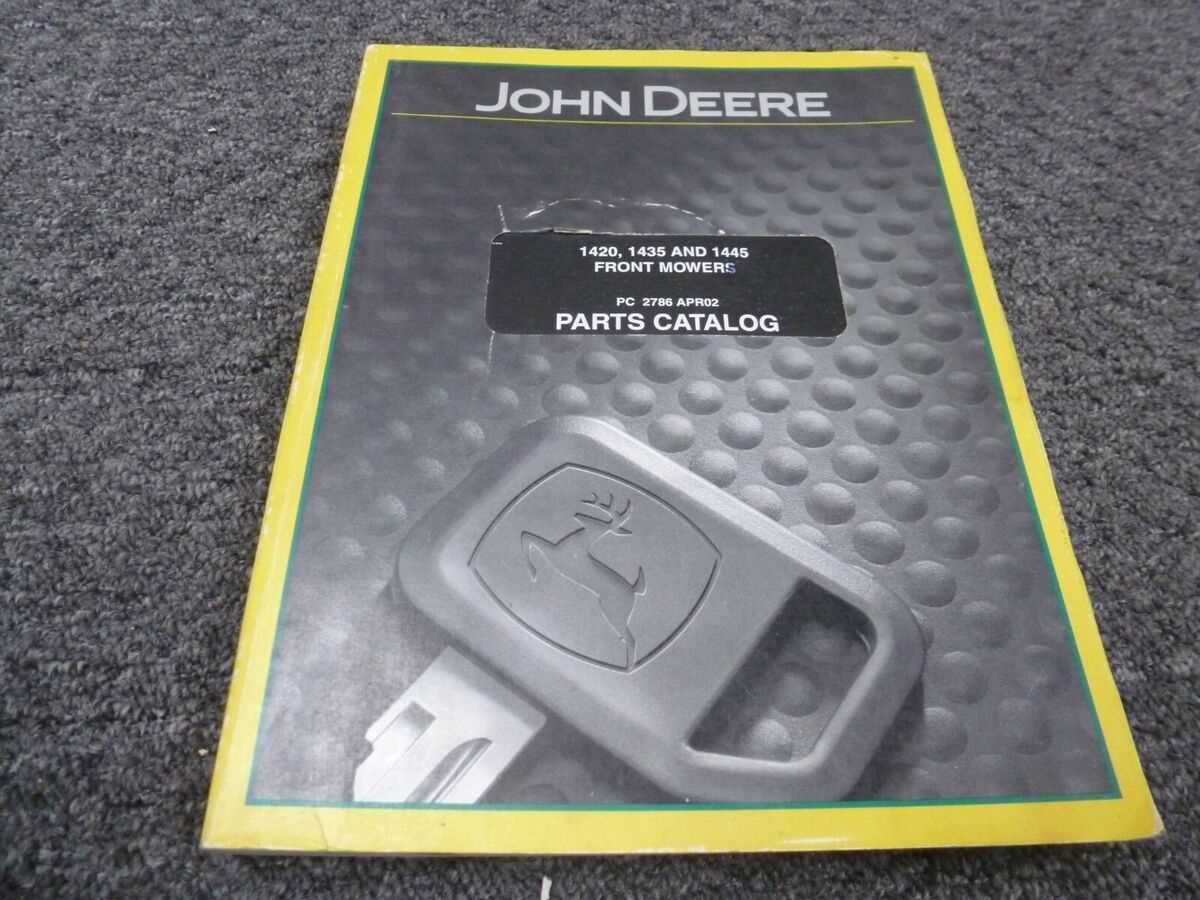 JOHN DEERE
1420, 1435 AND 1445
FRONT MOWERS
PC 2786 APR02
PARTS CATALOG